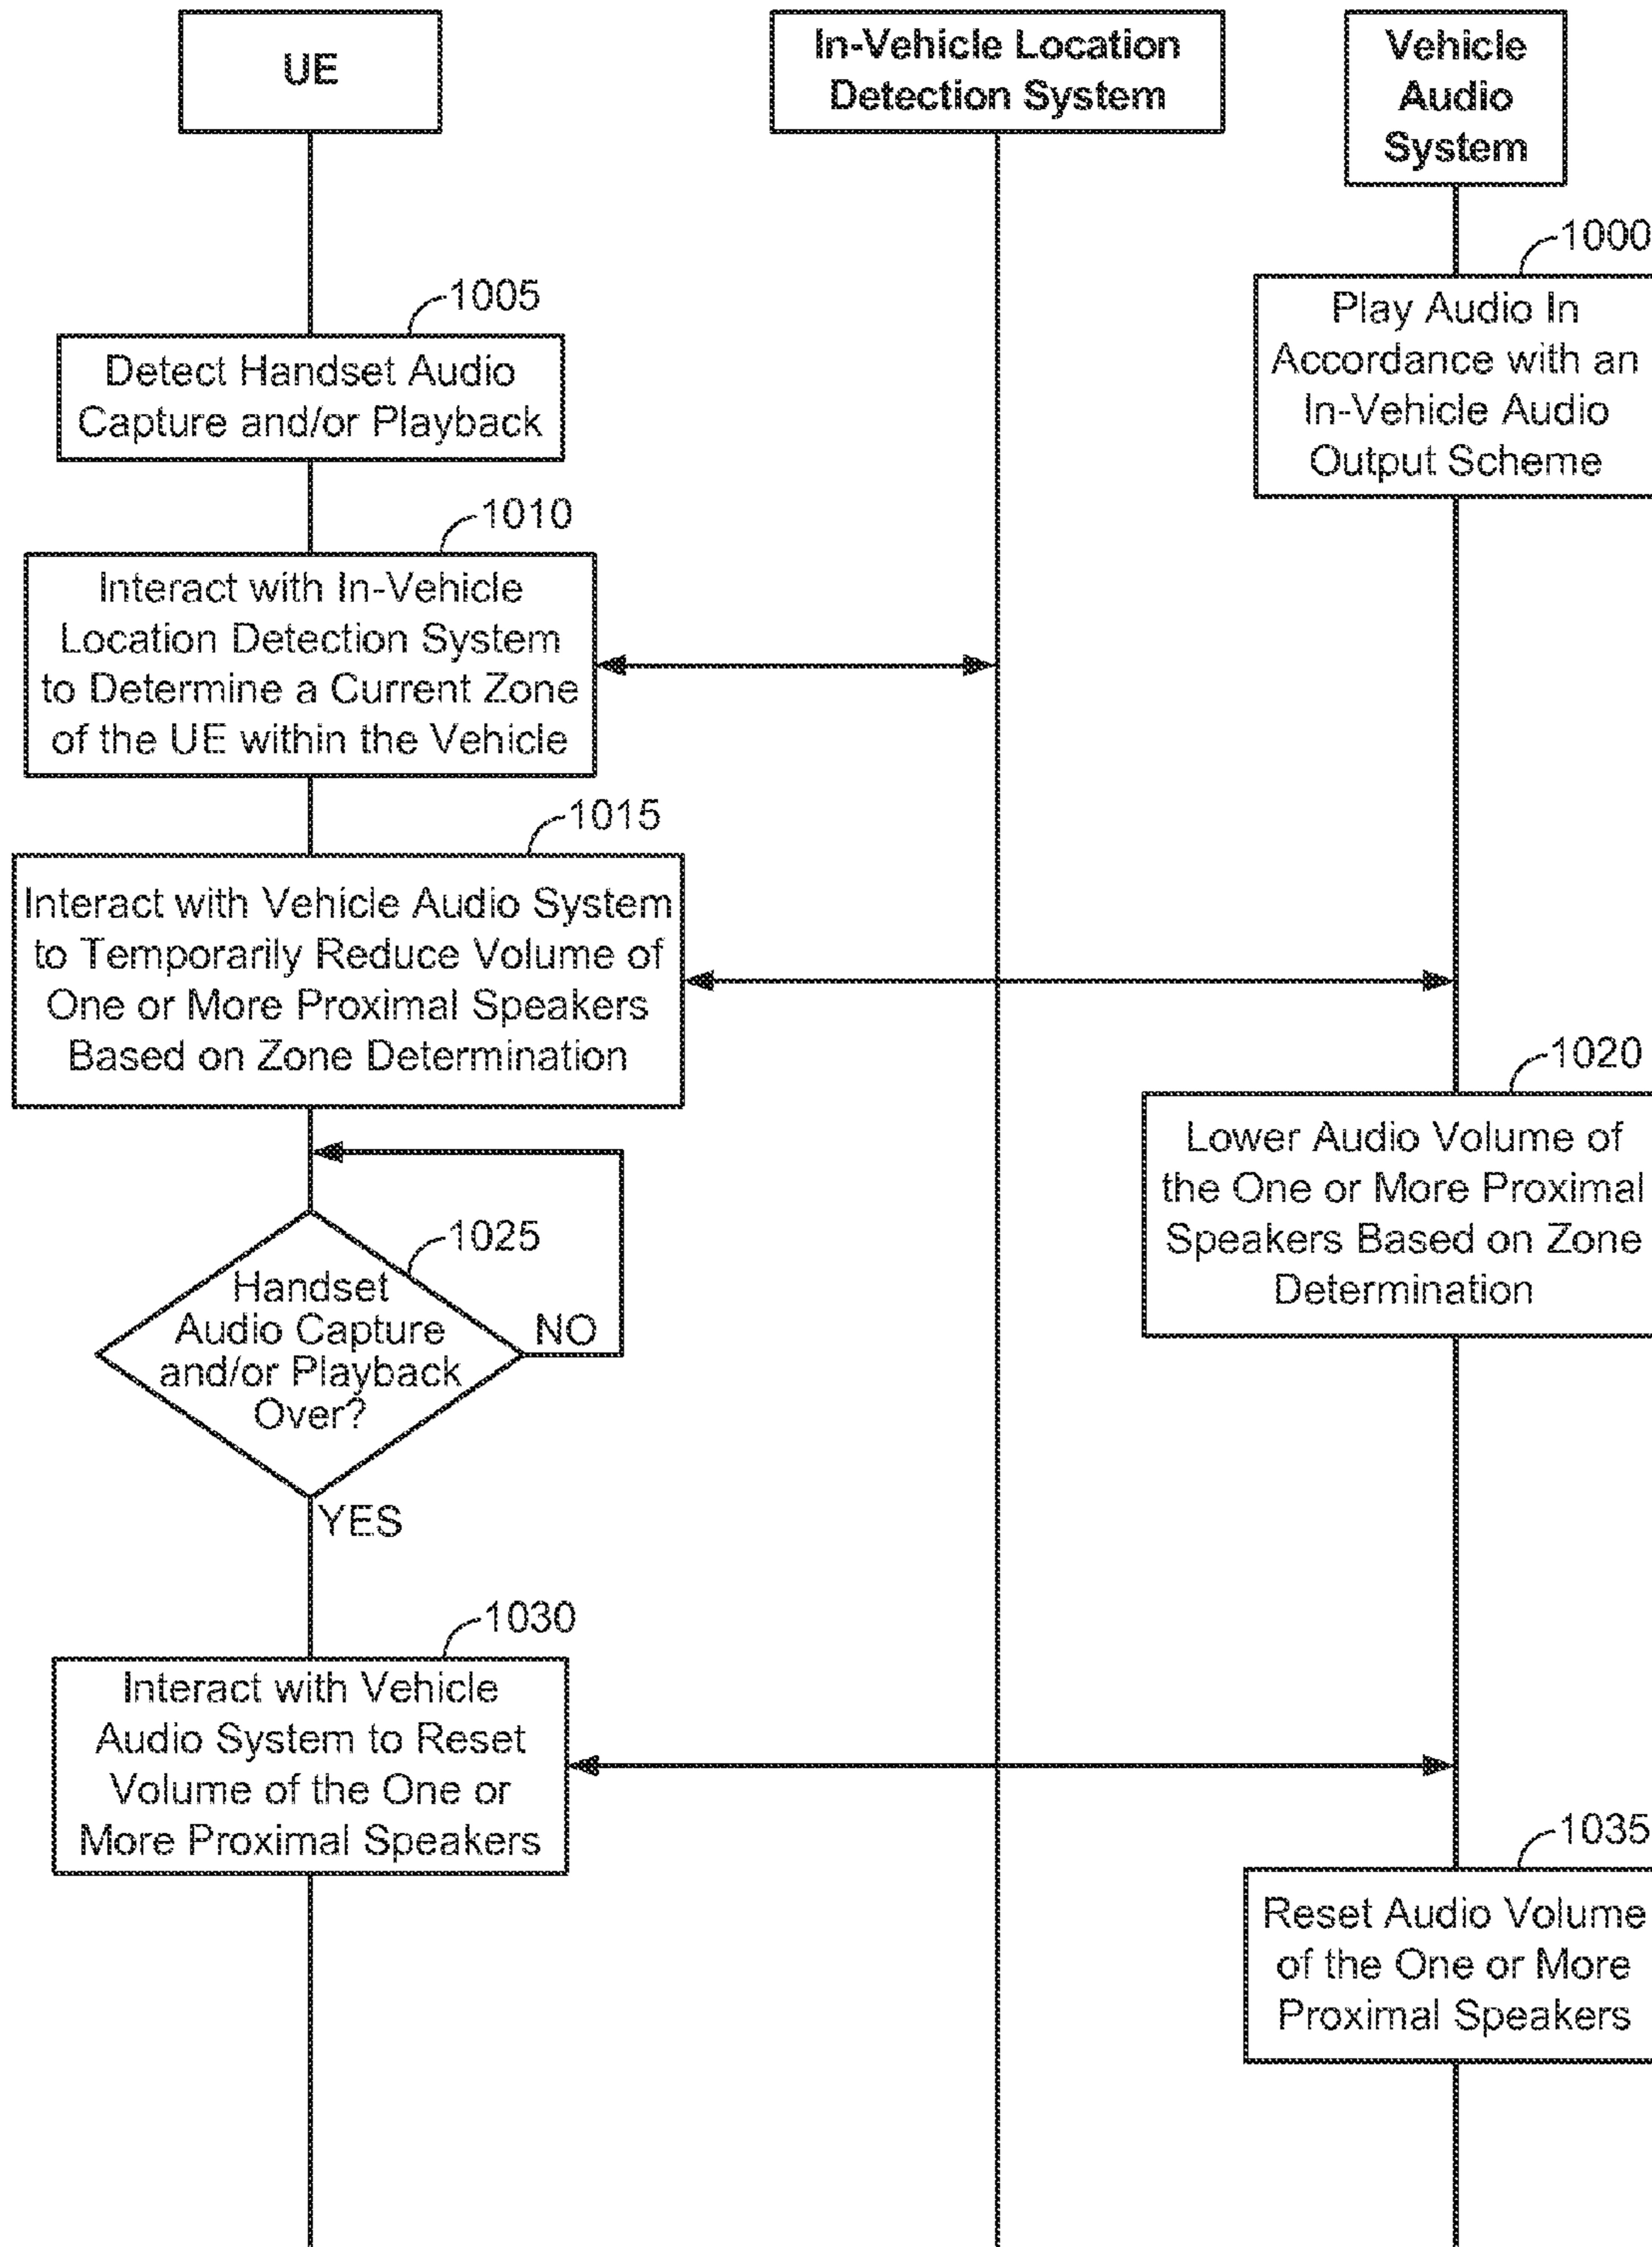 UE
In-Vehicle Location
Detection System
Vehicle
Audio
System
1000
Play Audio In
Accordance with an
In-Vehicle Audio
Output Scheme
1005
Detect Handset Audio
Capture and/or Playback
1010
Interact with In-Vehicle
Location Detection System
to Determine a Current Zone
of the UE within the Vehicle
1015
Interact with Vehicle Audio System
to Temporarily Reduce Volume of
One or More Proximal Speakers
Based on Zone Determination
1020
Lower Audio Volume of
the One or More Proximal
Speakers Based on Zone
Determination
1025
Handset
Audio Capture
and/or Playback
Over?
NO
YES
1030
Interact with Vehicle
Audio System to Reset
Volume of the One or
More Proximal Speakers
1035
Reset Audio Volume
of the One or More
Proximal Speakers